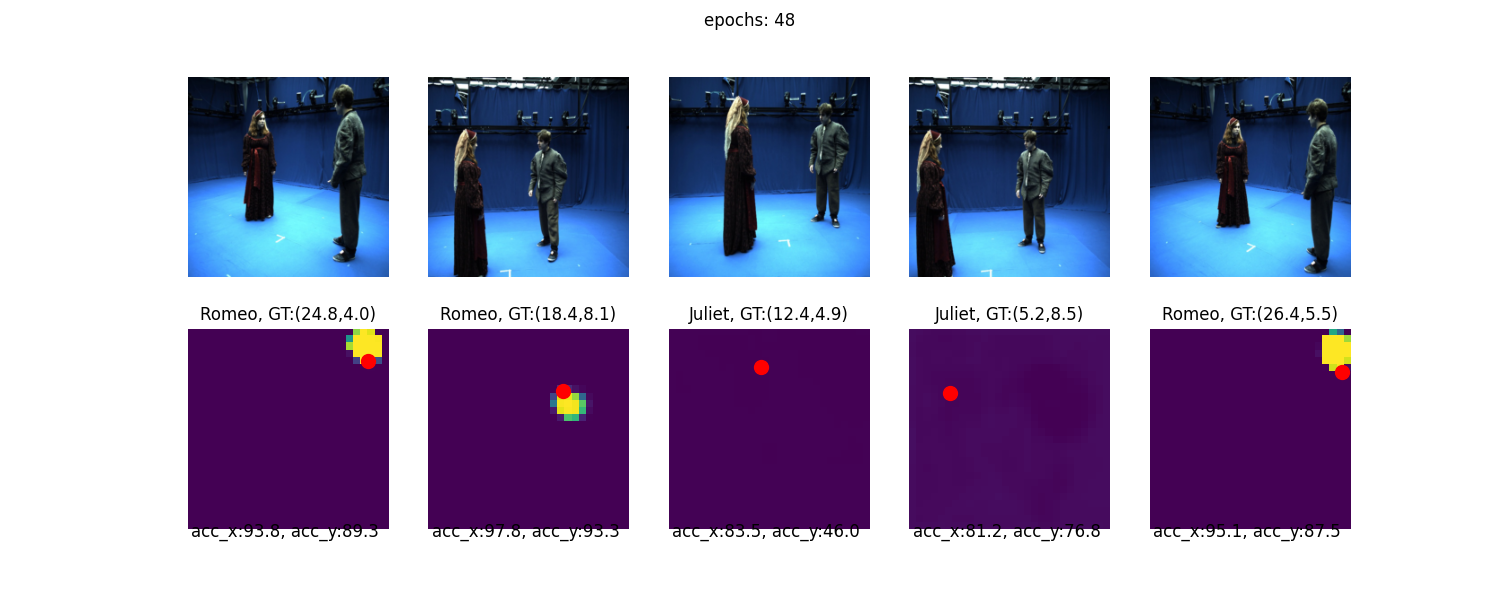 epochs: 48
Romeo, GT:(24.8,4.0)
Romeo, GT:(18.4,8.1)
Juliet, GT:(12.4,4.9)
Juliet, GT:(5.2,8.5)
Romeo, GT:(26.4,5.5)
acc_x:93.8, acc_y:89.3
acc_x:97.8, acc_y:93.3
acc_x:83.5, acc_y:46.0
acc_x:81.2, acc_y:76.8
acc_x:95.1, acc_y:87.5